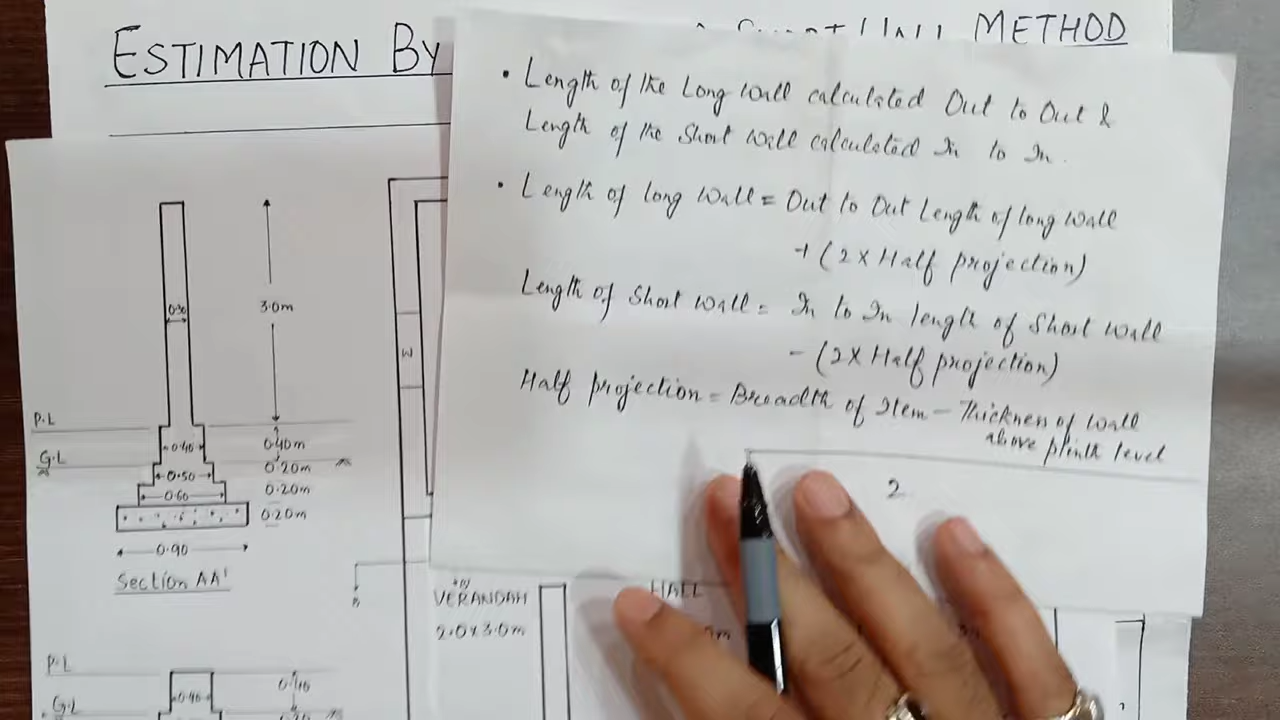 ESTIMATION BY
METHOD
• Length of the Long Wall calculated Out to Out &
Length of the Short Wall calculated In to In.
• Length of long Wall = Out to Out Length of long wall
+ (2 x Half projection)
Length of Short wall = In to In length of Short wall
- (2 x Half projection)
Half projection = Breadth of Item - Thickness of wall
above plinth level
2
0.30
3.0m
P.L
G.L
0.40
0.40m
0.50
0.20m
0.60
0.20m
0.20m
0.90
Section AA'
W
VERANDAH
2.0 x 3.0m
HALL
P.L
G.L
0.40